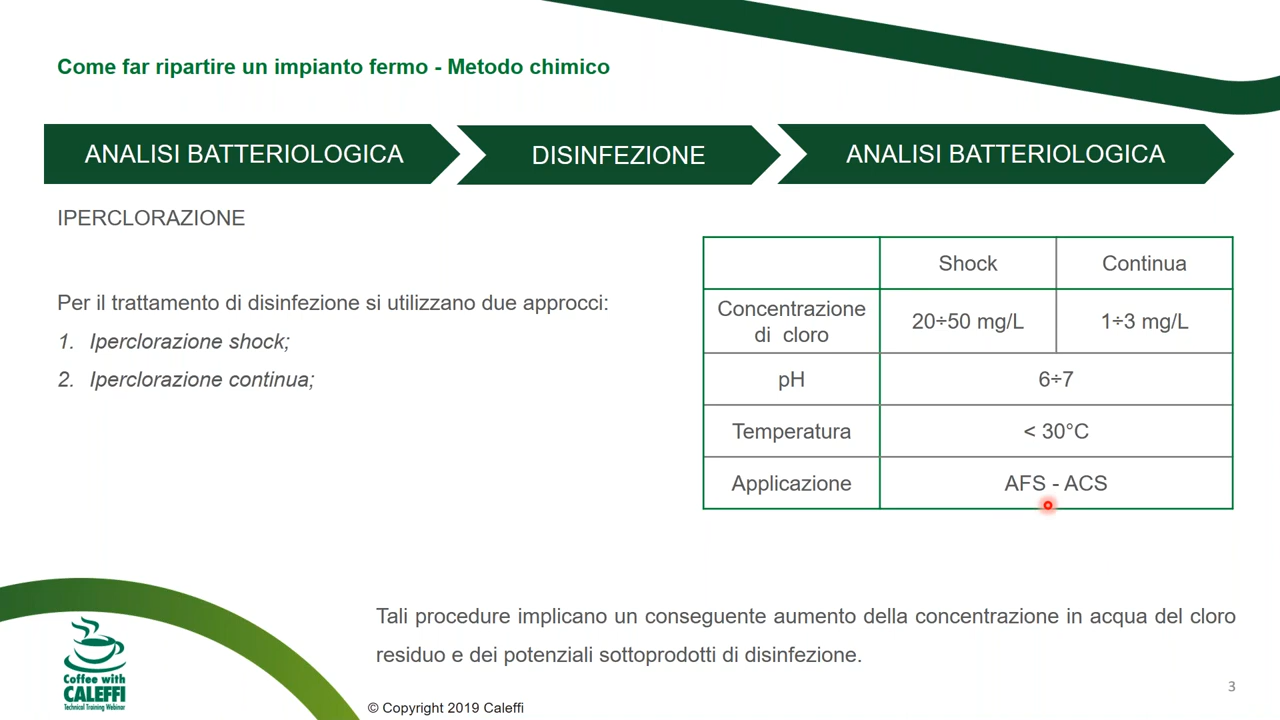 Come far ripartire un impianto fermo - Metodo chimico
ANALISI BATTERIOLOGICA
DISINFEZIONE
ANALISI BATTERIOLOGICA
IPERCLORAZIONE
Per il trattamento di disinfezione si utilizzano due approcci:
1. Iperclorazione shock;
2. Iperclorazione continua;
Shock
Continua
Concentrazione
di cloro
20÷50 mg/L
1÷3 mg/L
pH
6÷7
Temperatura
< 30°C
Applicazione
AFS - ACS
Tali procedure implicano un conseguente aumento della concentrazione in acqua del cloro
residuo e dei potenziali sottoprodotti di disinfezione.
Coffee with
CALEFFI
Technical Training Webinar
© Copyright 2019 Caleffi
3